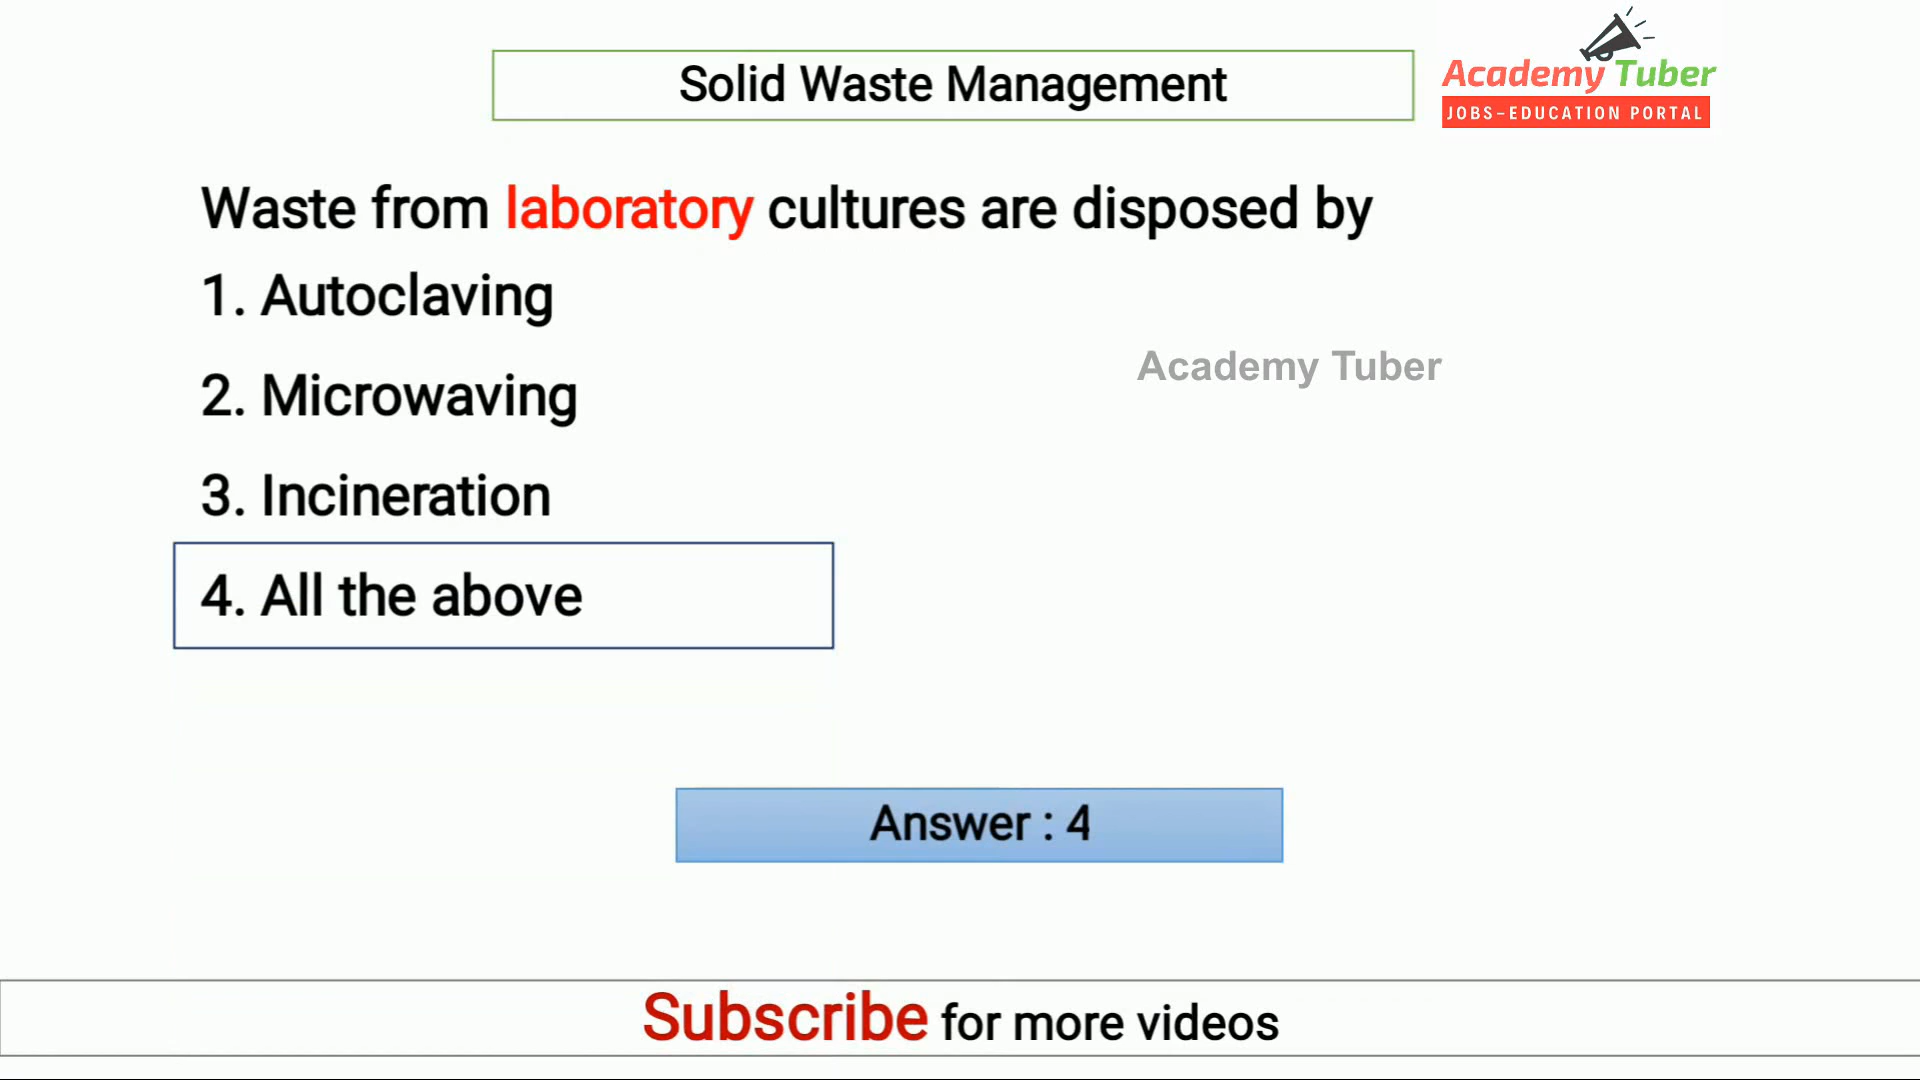 Solid Waste Management
Academy Tuber
JOBS-EDUCATION PORTAL
Waste from laboratory cultures are disposed by
1. Autoclaving
Academy Tuber
2. Microwaving
3. Incineration
4. All the above
Answer : 4
Subscribe for more videos